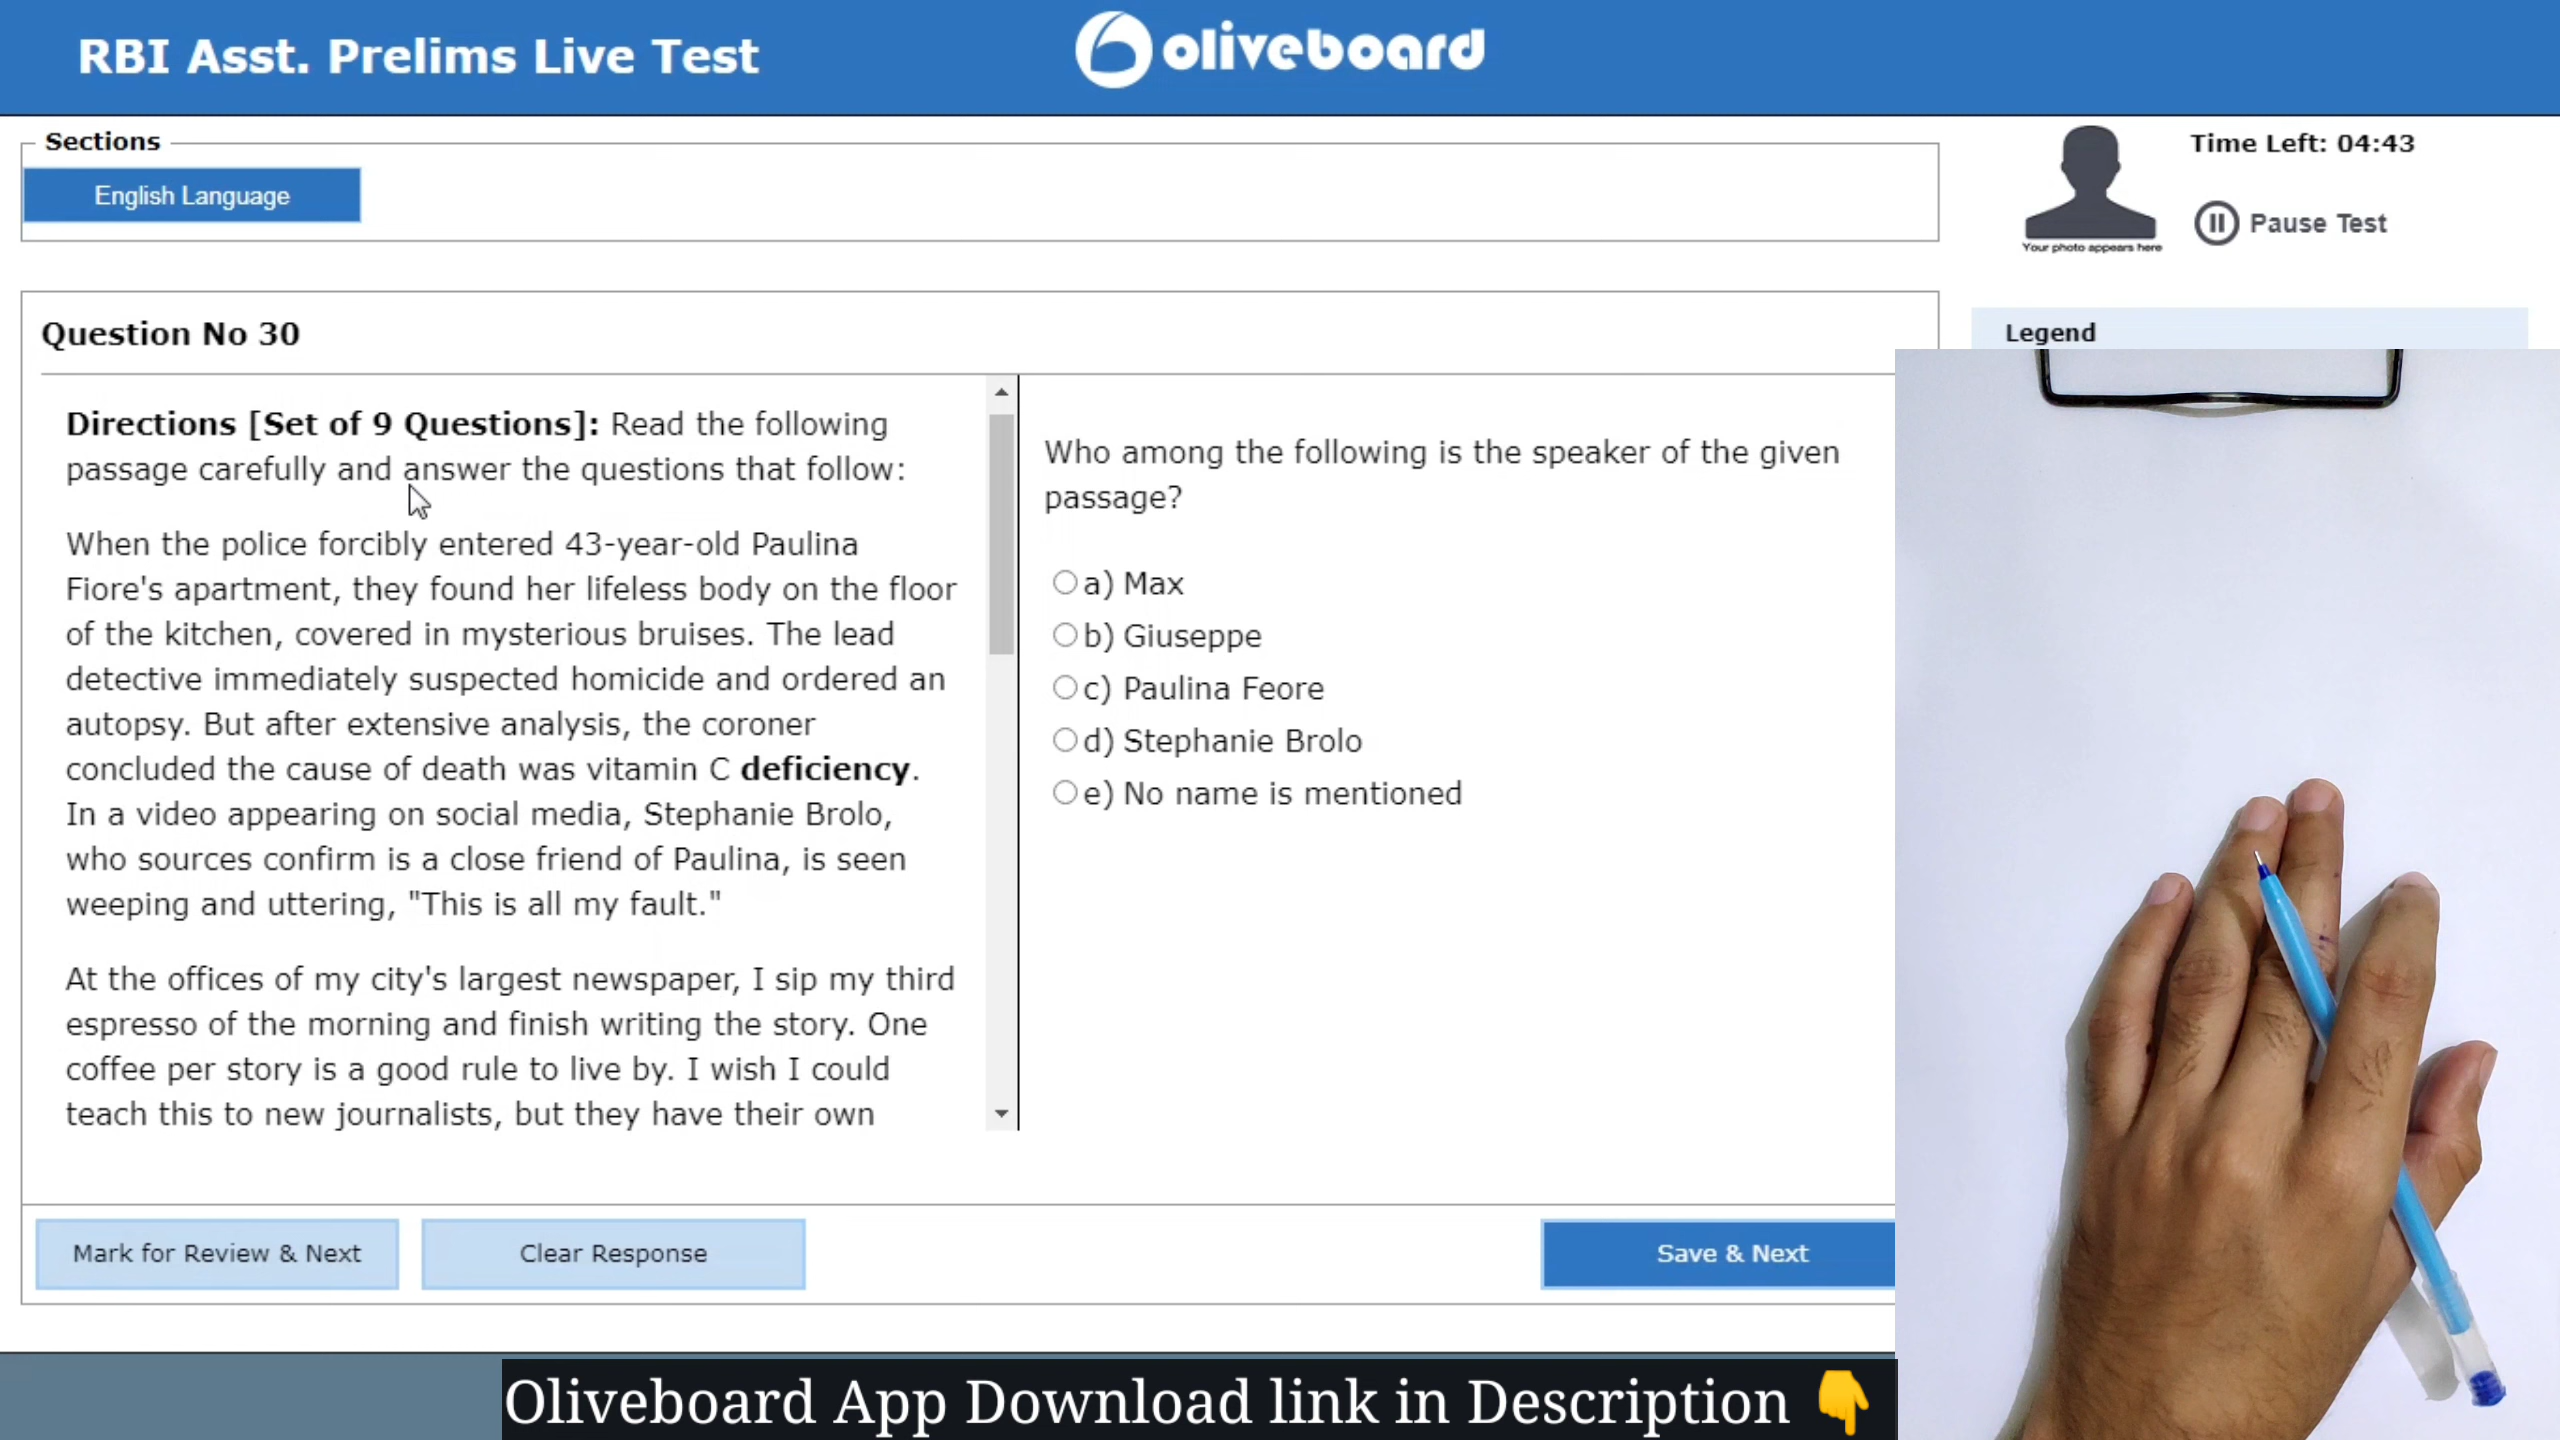 RBI Asst. Prelims Live Test
oliveboard
Sections
English Language
Time Left: 04:43
Your photo appears here
Pause Test
Question No 30
Legend
Directions [Set of 9 Questions]: Read the following
passage carefully and answer the questions that follow:
When the police forcibly entered 43-year-old Paulina
Fiore's apartment, they found her lifeless body on the floor
of the kitchen, covered in mysterious bruises. The lead
detective immediately suspected homicide and ordered an
autopsy. But after extensive analysis, the coroner
concluded the cause of death was vitamin C deficiency.
In a video appearing on social media, Stephanie Brolo,
who sources confirm is a close friend of Paulina, is seen
weeping and uttering, "This is all my fault."
At the offices of my city's largest newspaper, I sip my third
espresso of the morning and finish writing the story. One
coffee per story is a good rule to live by. I wish I could
teach this to new journalists, but they have their own
Who among the following is the speaker of the given
passage?
a) Max
b) Giuseppe
c) Paulina Feore
d) Stephanie Brolo
e) No name is mentioned
Mark for Review & Next
Clear Response
Save & Next
Oliveboard App Download link in Description 👇